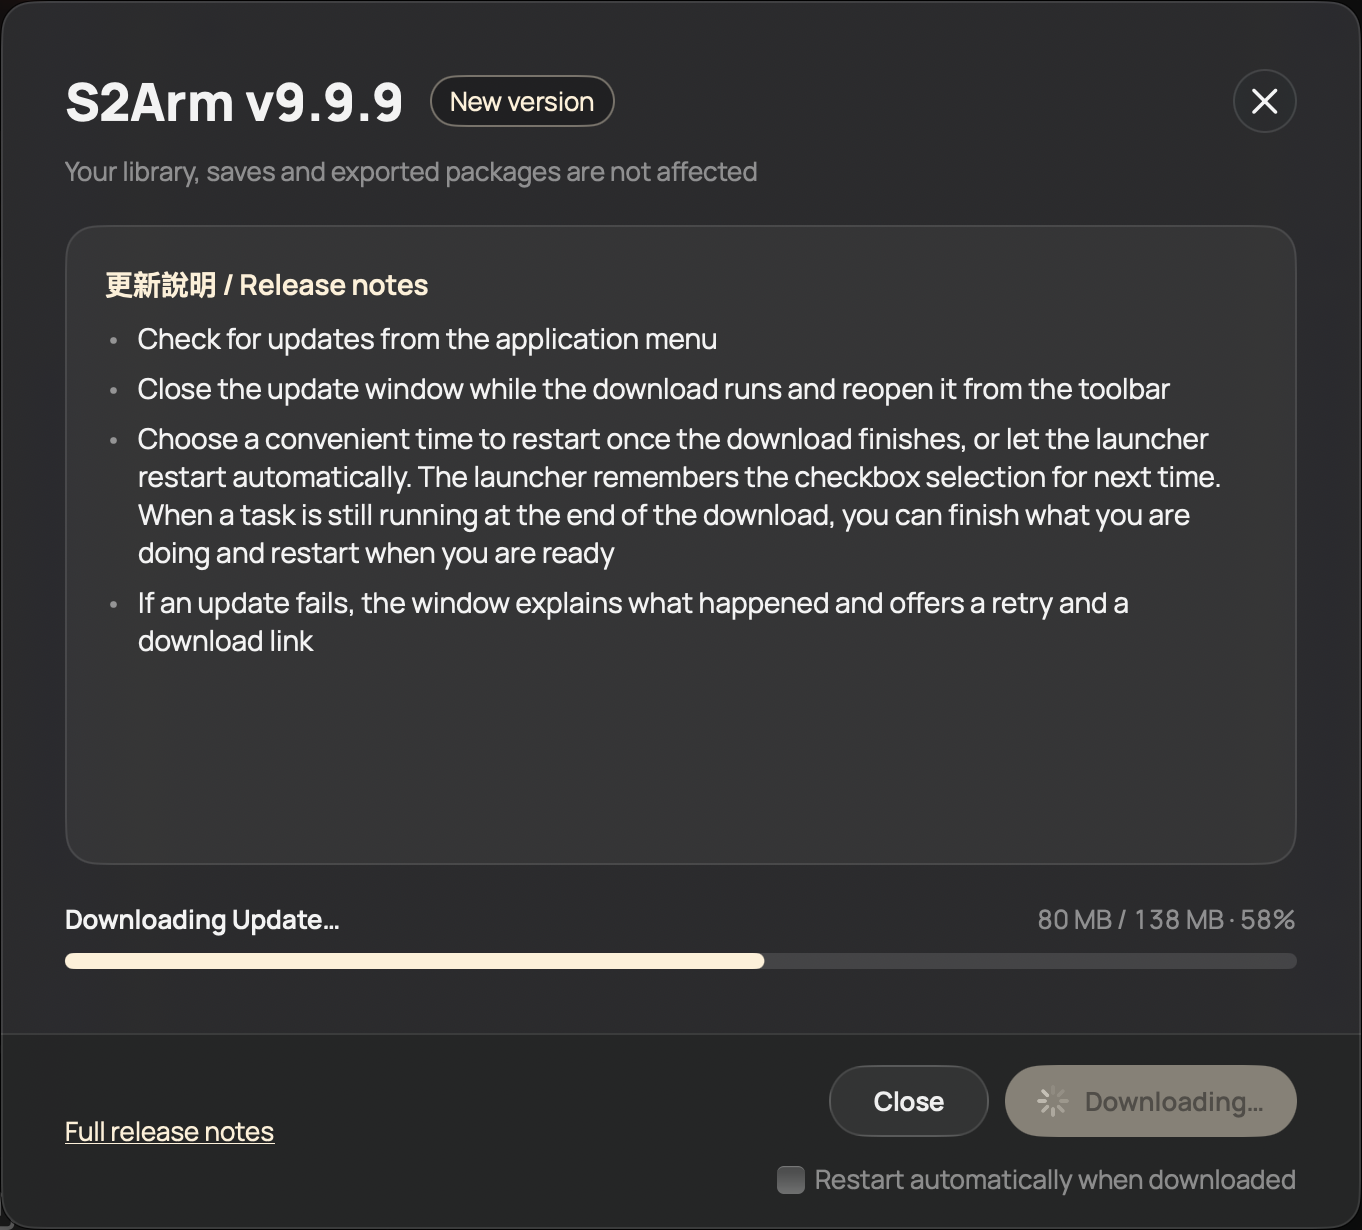 S2Arm v9.9.9
New version
Your library, saves and exported packages are not affected
更新說明 / Release notes
• Check for updates from the application menu
• Close the update window while the download runs and reopen it from the toolbar
• Choose a convenient time to restart once the download finishes, or let the launcher
restart automatically. The launcher remembers the checkbox selection for next time.
When a task is still running at the end of the download, you can finish what you are
doing and restart when you are ready
• If an update fails, the window explains what happened and offers a retry and a
download link
Downloading Update…
80 MB / 138 MB · 58%
Full release notes
Close
Downloading…
Restart automatically when downloaded